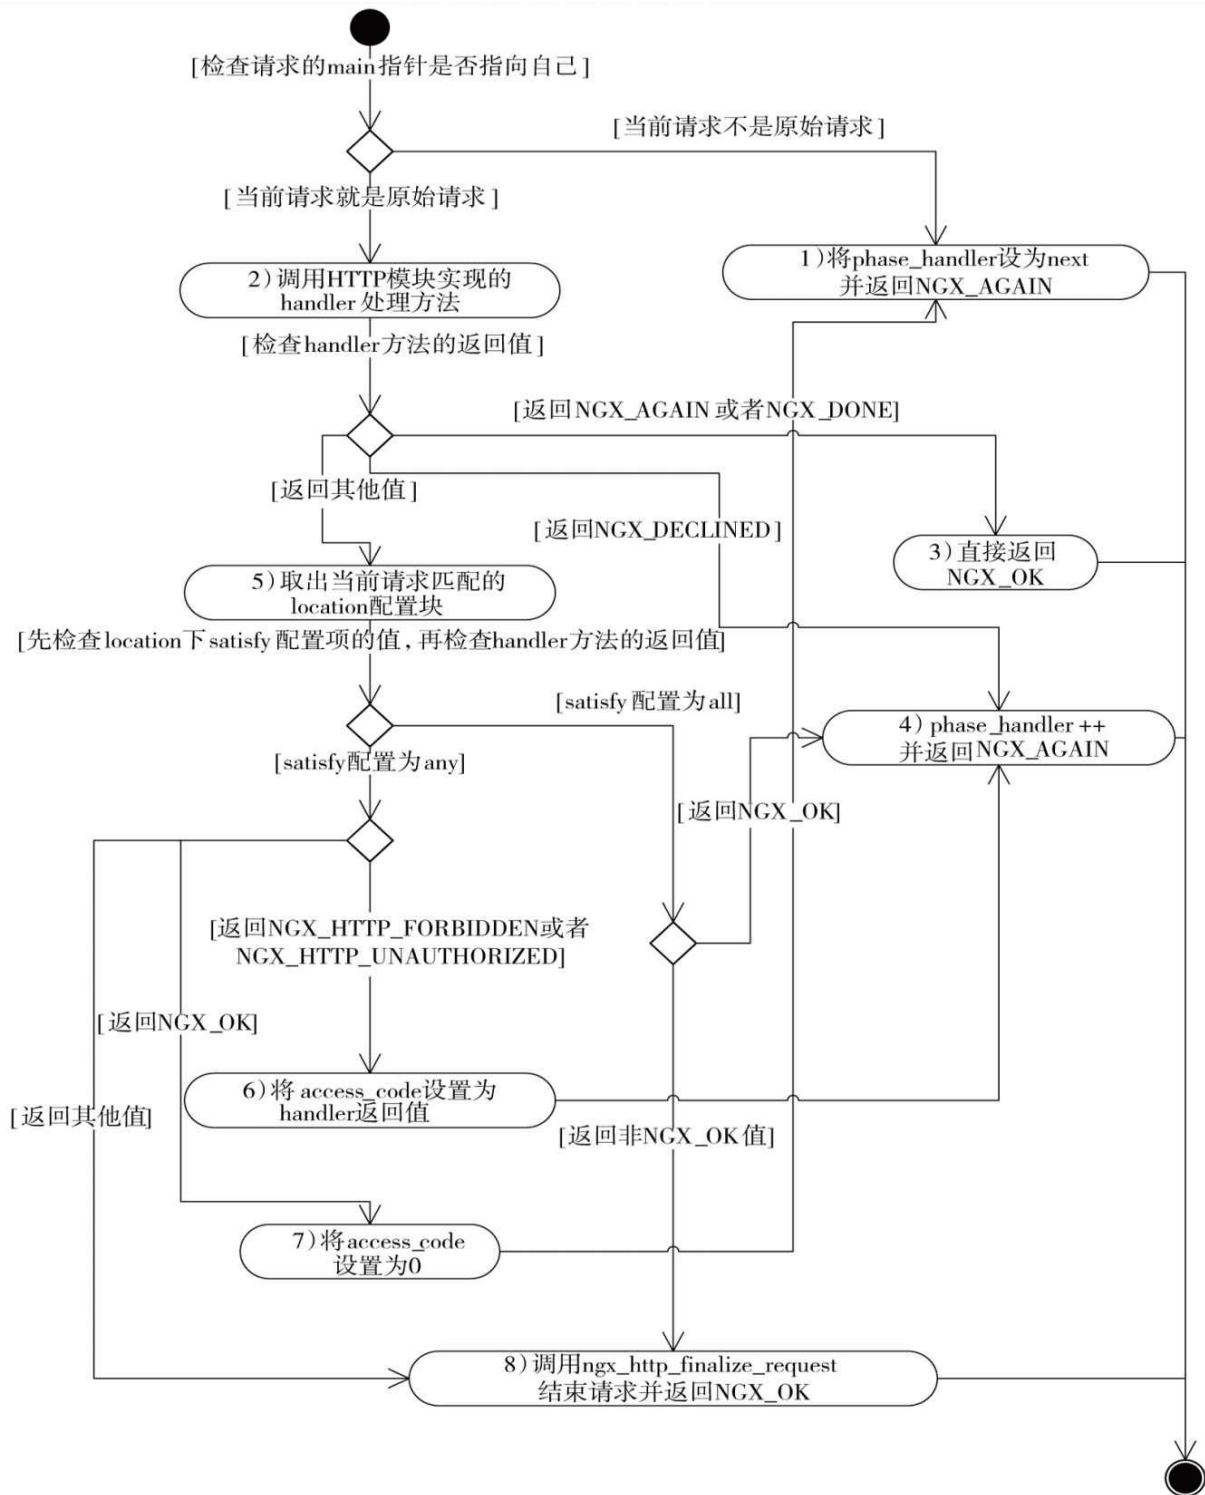 [检查请求的main指针是否指向自己]
[当前请求不是原始请求]
[当前请求就是原始请求]
1)将phase_handler设为next
并返回NGX_AGAIN
2)调用HTTP模块实现的
handler 处理方法
[检查handler方法的返回值]
[返回NGX_AGAIN 或者NGX_DONE]
[返回其他值]
[返回NGX_DECLINED]
3)直接返回
NGX_OK
5)取出当前请求匹配的
location配置块
[先检查location下satisfy 配置项的值,再检查handler方法的返回值]
[satisfy 配置为all]
4) phase_handler ++
并返回NGX_AGAIN
[satisfy配置为any]
[返回NGX_OK]
[返回NGX_HTTP_FORBIDDEN或者
NGX_HTTP_UNAUTHORIZED]
[返回NGX_OK]
6)将 access_code设置为
handler返回值
[返回其他值]
[返回非NGX_OK 值]
7)将access_code
设置为0
8)调用ngx_http_finalize_request
结束请求并返回NGX_OK